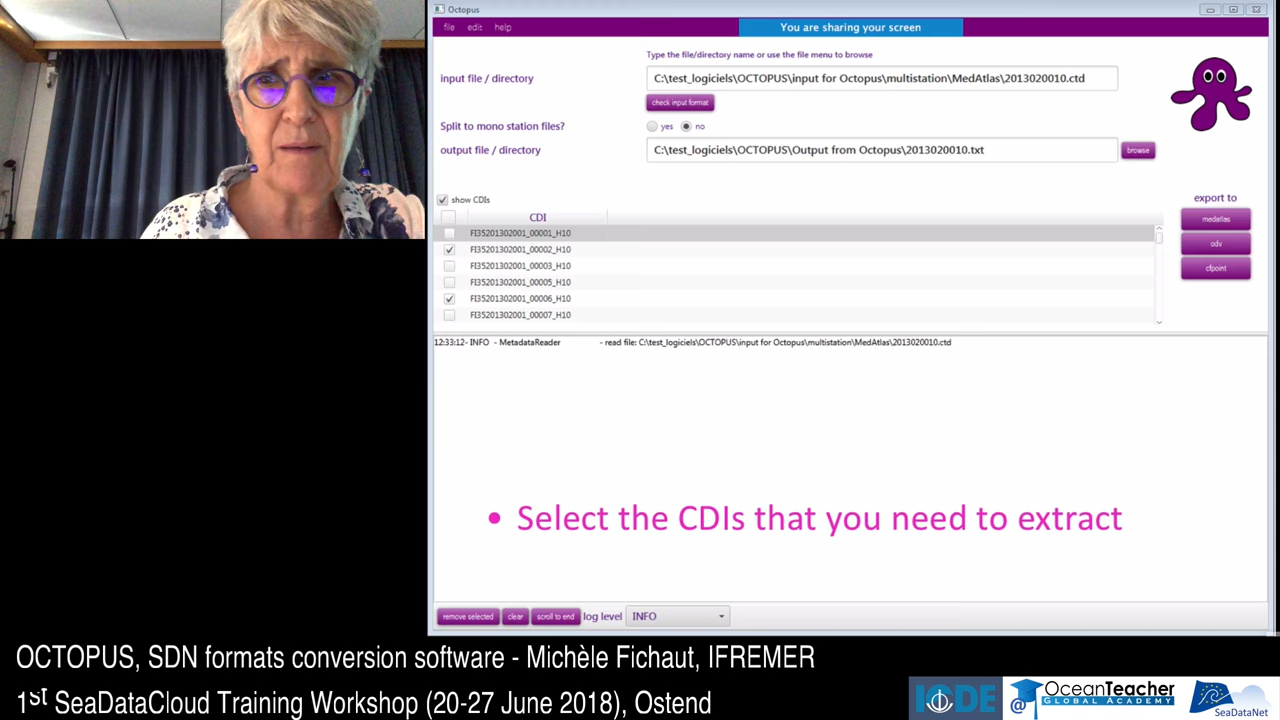 Octopus
file edit help
You are sharing your screen
Type the file/directory name or use the file menu to browse
input file / directory
C:\test_logiciels\OCTOPUS\input for Octopus\multistation\MedAtlas\2013020010.ctd
check input format
Split to mono station files?
yes no
output file / directory
C:\test_logiciels\OCTOPUS\Output from Octopus\2013020010.txt
browse
show CDIs
export to
CDI
medatlas
FI35201302001_00001_H10
FI35201302001_00002_H10
odv
FI35201302001_00003_H10
cfpoint
FI35201302001_00005_H10
FI35201302001_00006_H10
FI35201302001_00007_H10
12:33:12- INFO - MetadataReader - read file: C:\test_logiciels\OCTOPUS\input for Octopus\multistation\MedAtlas\2013020010.ctd
• Select the CDIs that you need to extract
remove selected clear scroll to end log level INFO
OCTOPUS, SDN formats conversion software - Michèle Fichaut, IFREMER
1st SeaDataCloud Training Workshop (20-27 June 2018), Ostend
IODE
@ OceanTeacher
GLOBAL ACADEMY
SeaDataNet